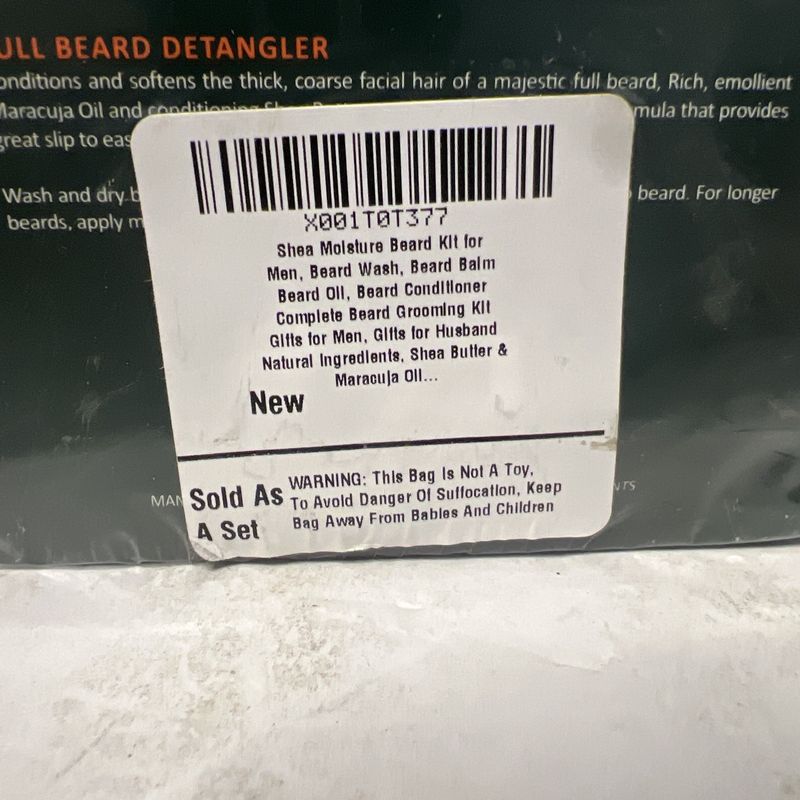 ULL BEARD DETANGLER
onditions and softens the thick, coarse facial hair of a majestic full beard, Rich, emollient
Maracuja Oil and conditioning mula that provides
great slip to eas
Wash and dry b beard. For longer
beards, apply m
X001T0T377
Shea Moisture Beard Kit for
Men, Beard Wash, Beard Balm
Beard Oil, Beard Conditioner
Complete Beard Grooming Kit
Gifts for Men, Gifts for Husband
Natural Ingredients, Shea Butter &
Maracuja Oil...
New
Sold As
A Set
WARNING: This Bag Is Not A Toy,
To Avoid Danger Of Suffocation, Keep
Bag Away From Babies And Children
MAN NTS